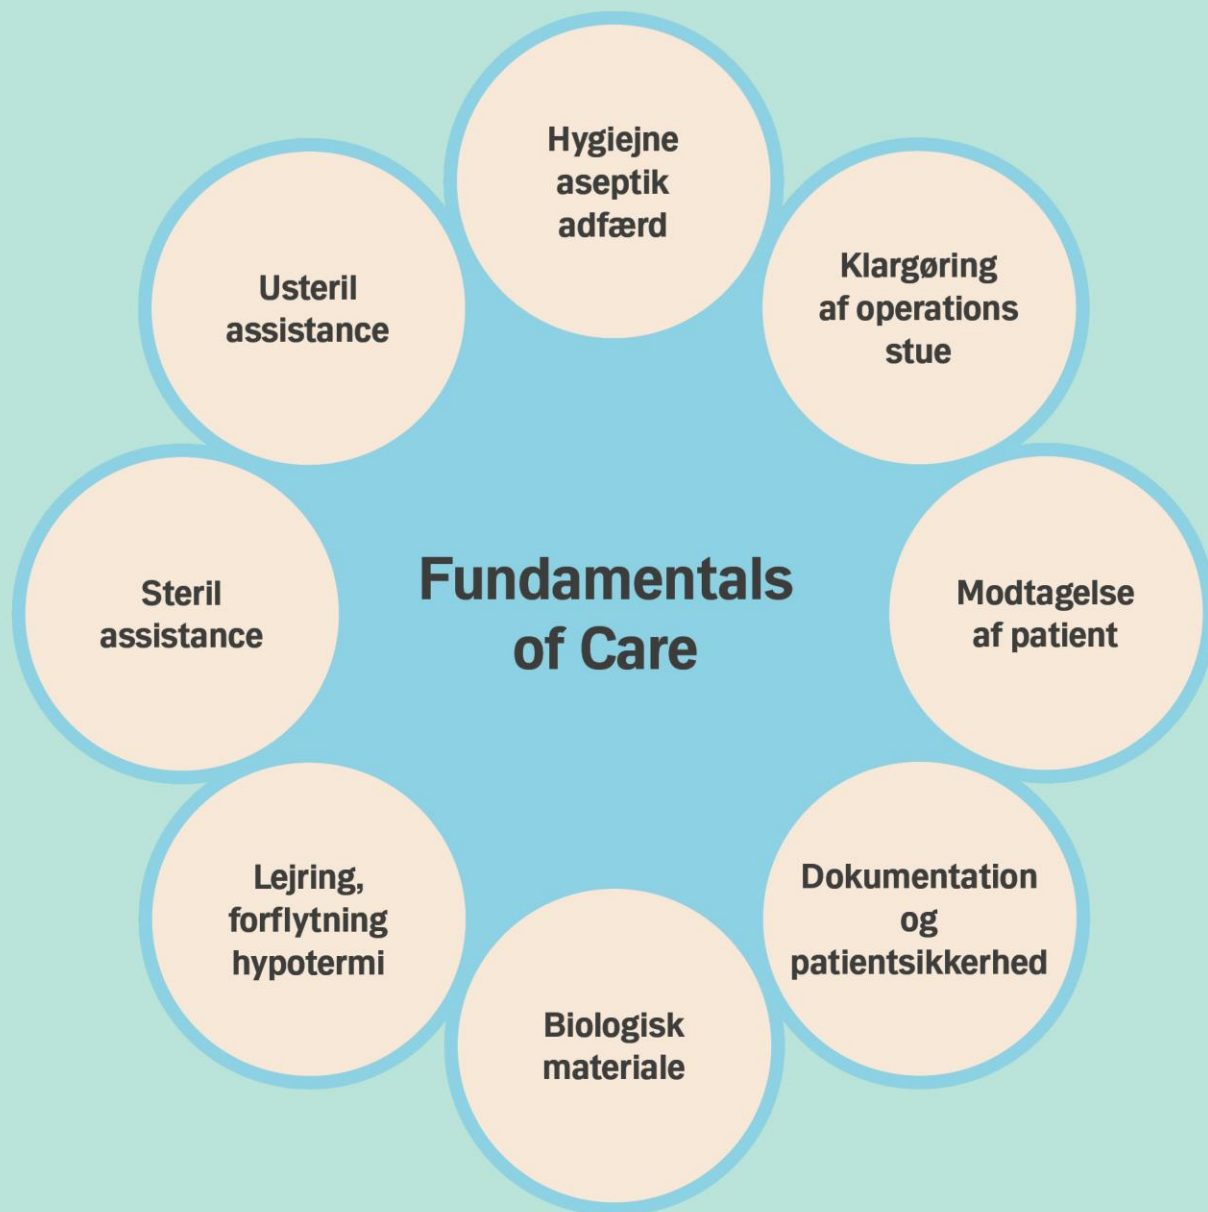 Hygiejne
aseptik
adfærd
Klargøring
af operations
stue
Modtagelse
af patient
Dokumentation
og
patientsikkerhed
Biologisk
materiale
Lejring,
forflytning
hypotermi
Steril
assistance
Usteril
assistance
Fundamentals
of Care